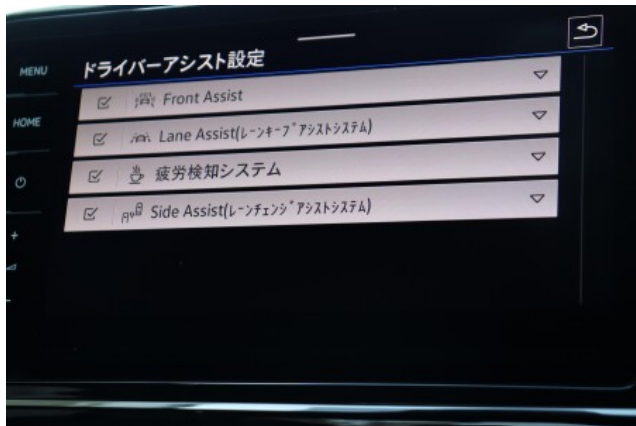 MENU
ドライバーアシスト設定
Front Assist
HOME
Lane Assist(ﾚｰﾝｷｰﾌﾟｱｼｽﾄｼｽﾃﾑ)
疲労検知システム
Side Assist(ﾚｰﾝﾁｪﾝｼﾞｱｼｽﾄｼｽﾃﾑ)
+
-